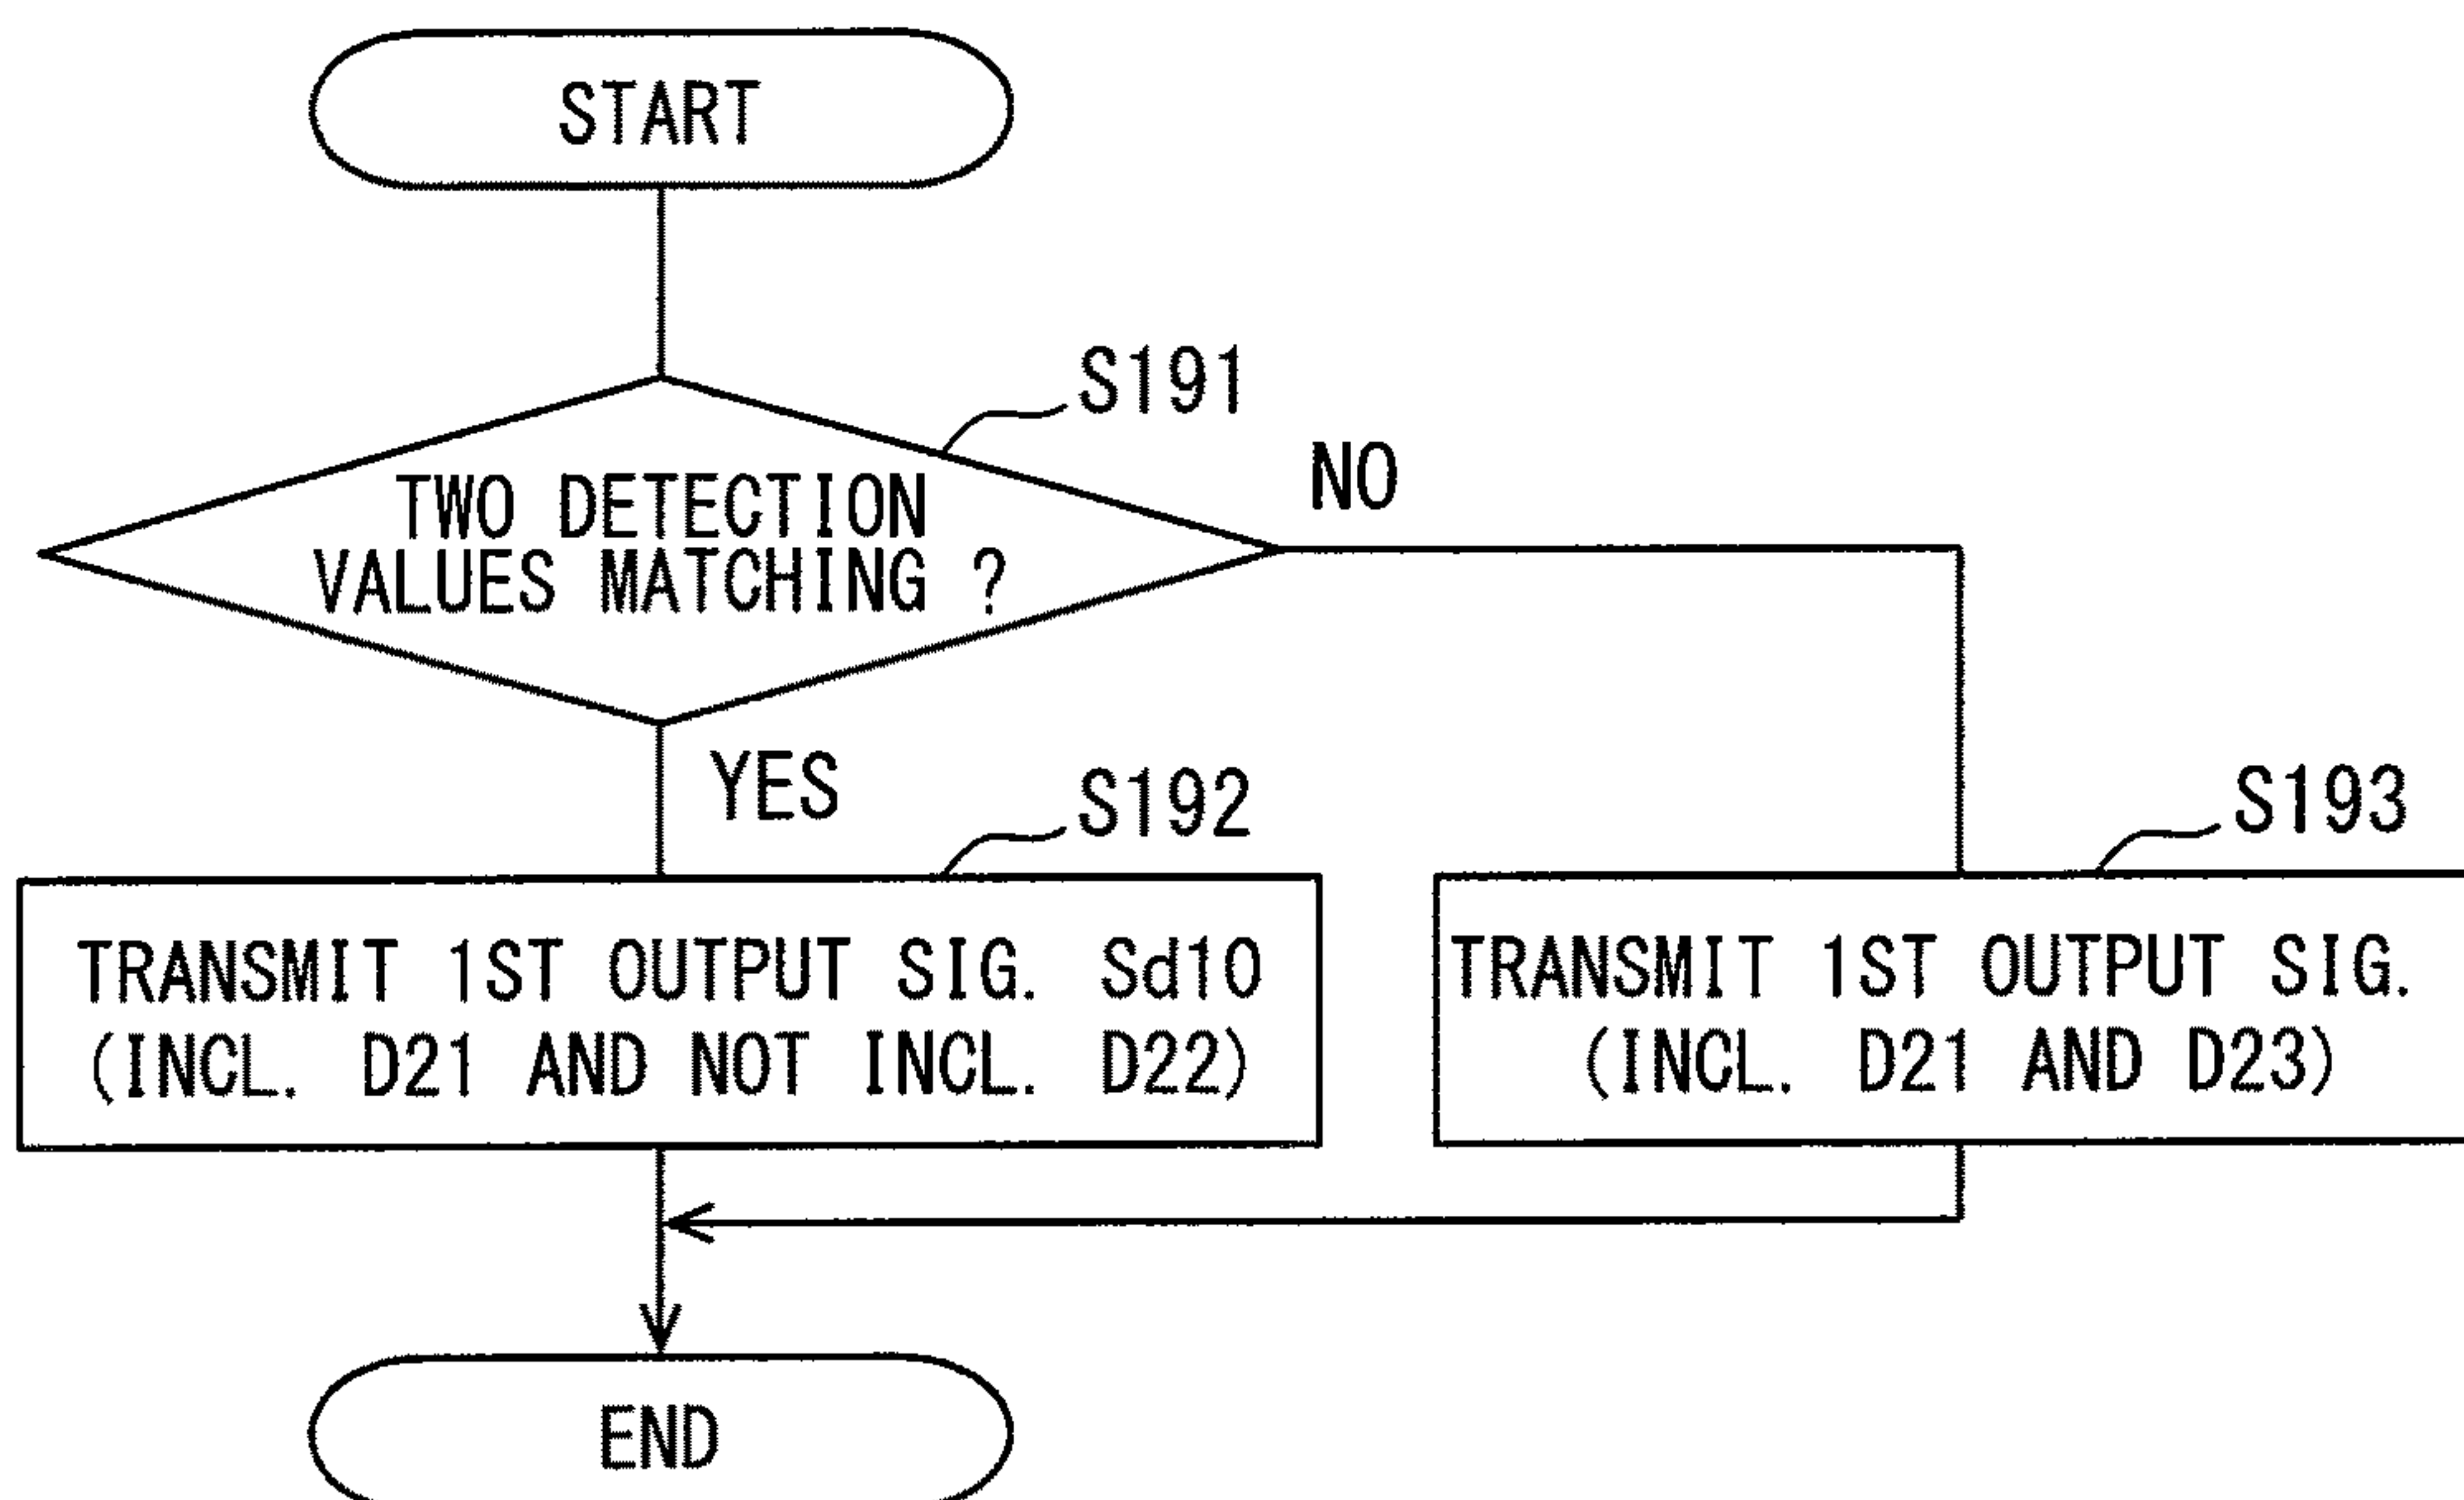 START
S191
TWO DETECTION
VALUES MATCHING ?
NO
YES
S192
S193
TRANSMIT 1ST OUTPUT SIG. Sd10
(INCL. D21 AND NOT INCL. D22)
TRANSMIT 1ST OUTPUT SIG.
(INCL. D21 AND D23)
END